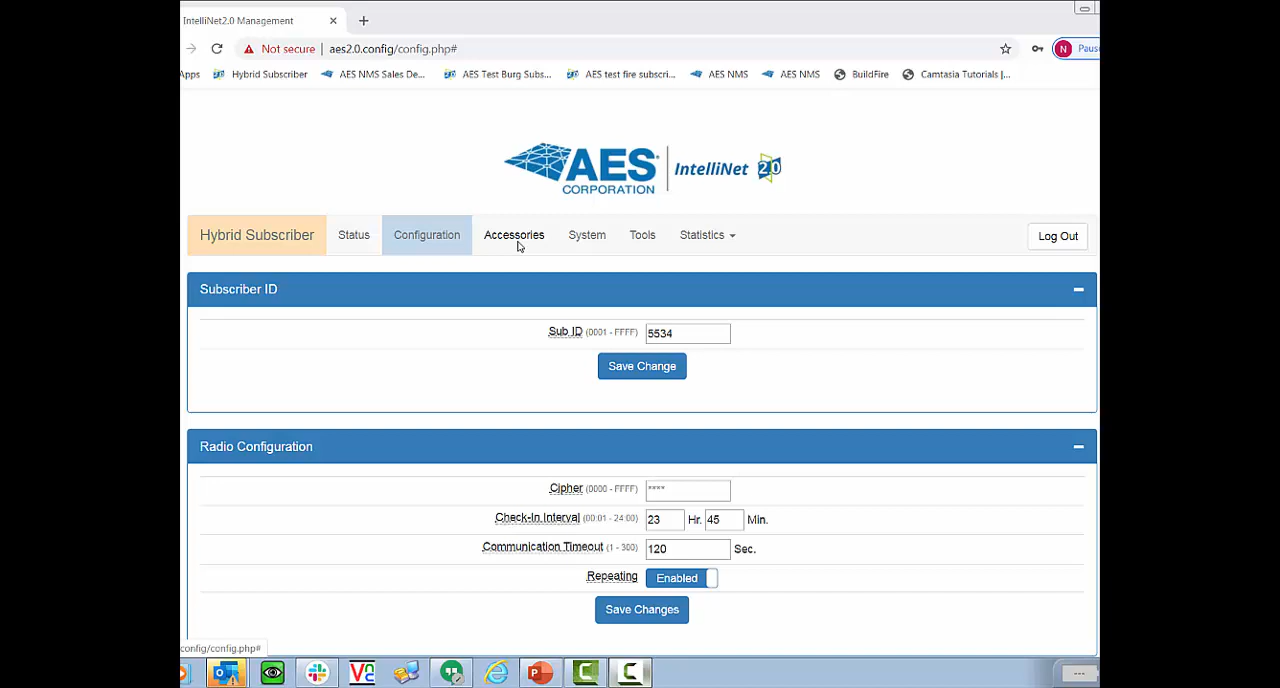 IntelliNet2.0 Management
Not secure | aes2.0.config/config.php#
N Paus
Apps Hybrid Subscriber AES NMS Sales De... AES Test Burg Subs... AES test fire subscri... AES NMS AES NMS BuildFire Camtasia Tutorials |...
AES CORPORATION IntelliNet 2.0
Hybrid Subscriber Status Configuration Accessories System Tools Statistics Log Out
Subscriber ID
Sub ID (0001 - FFFF) 5534
Save Change
Radio Configuration
Cipher (0000 - FFFF) ****
Check-In Interval (00:01 - 24:00) 23 Hr. 45 Min.
Communication Timeout (1 - 300) 120 Sec.
Repeating Enabled
Save Changes
config/config.php#